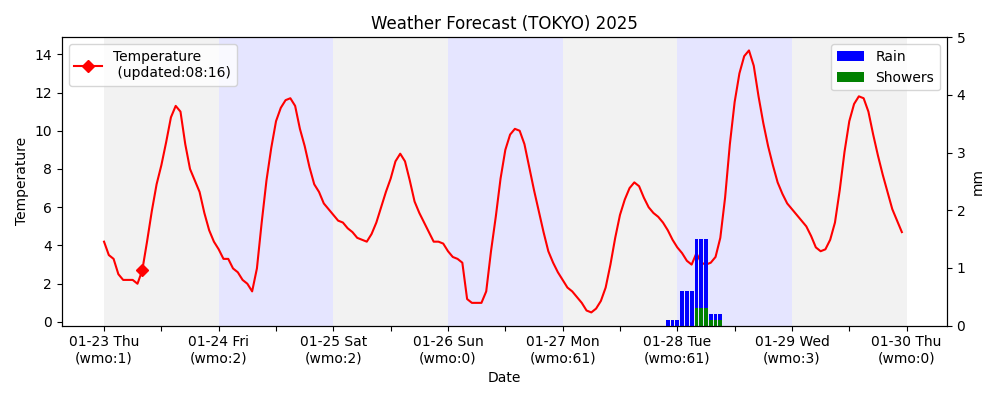 Weather Forecast (TOKYO) 2025
Temperature
(updated:08:16)
Rain
Showers
Temperature
14
12
10
8
6
4
2
0
5
4
3
2
1
0
mm
01-23 Thu
(wmo:1)
01-24 Fri
(wmo:2)
01-25 Sat
(wmo:2)
01-26 Sun
(wmo:0)
01-27 Mon
(wmo:61)
01-28 Tue
(wmo:61)
01-29 Wed
(wmo:3)
01-30 Thu
(wmo:0)
Date